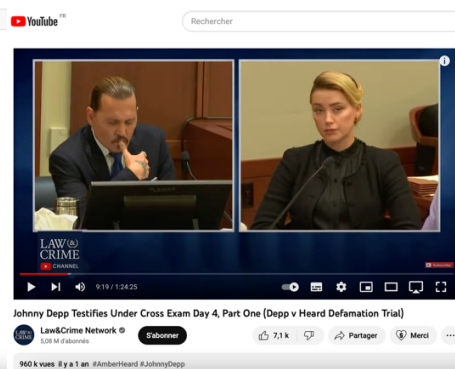 YouTube FR
Rechercher
LAW&
CRIME
CHANNEL
9:19 / 1:24:25
Johnny Depp Testifies Under Cross Exam Day 4, Part One (Depp v Heard Defamation Trial)
Law&Crime Network
5,08 M d'abonnés
S'abonner
7,1 k
Partager
Merci
960 k vues il y a 1 an #AmberHeard #JohnnyDepp